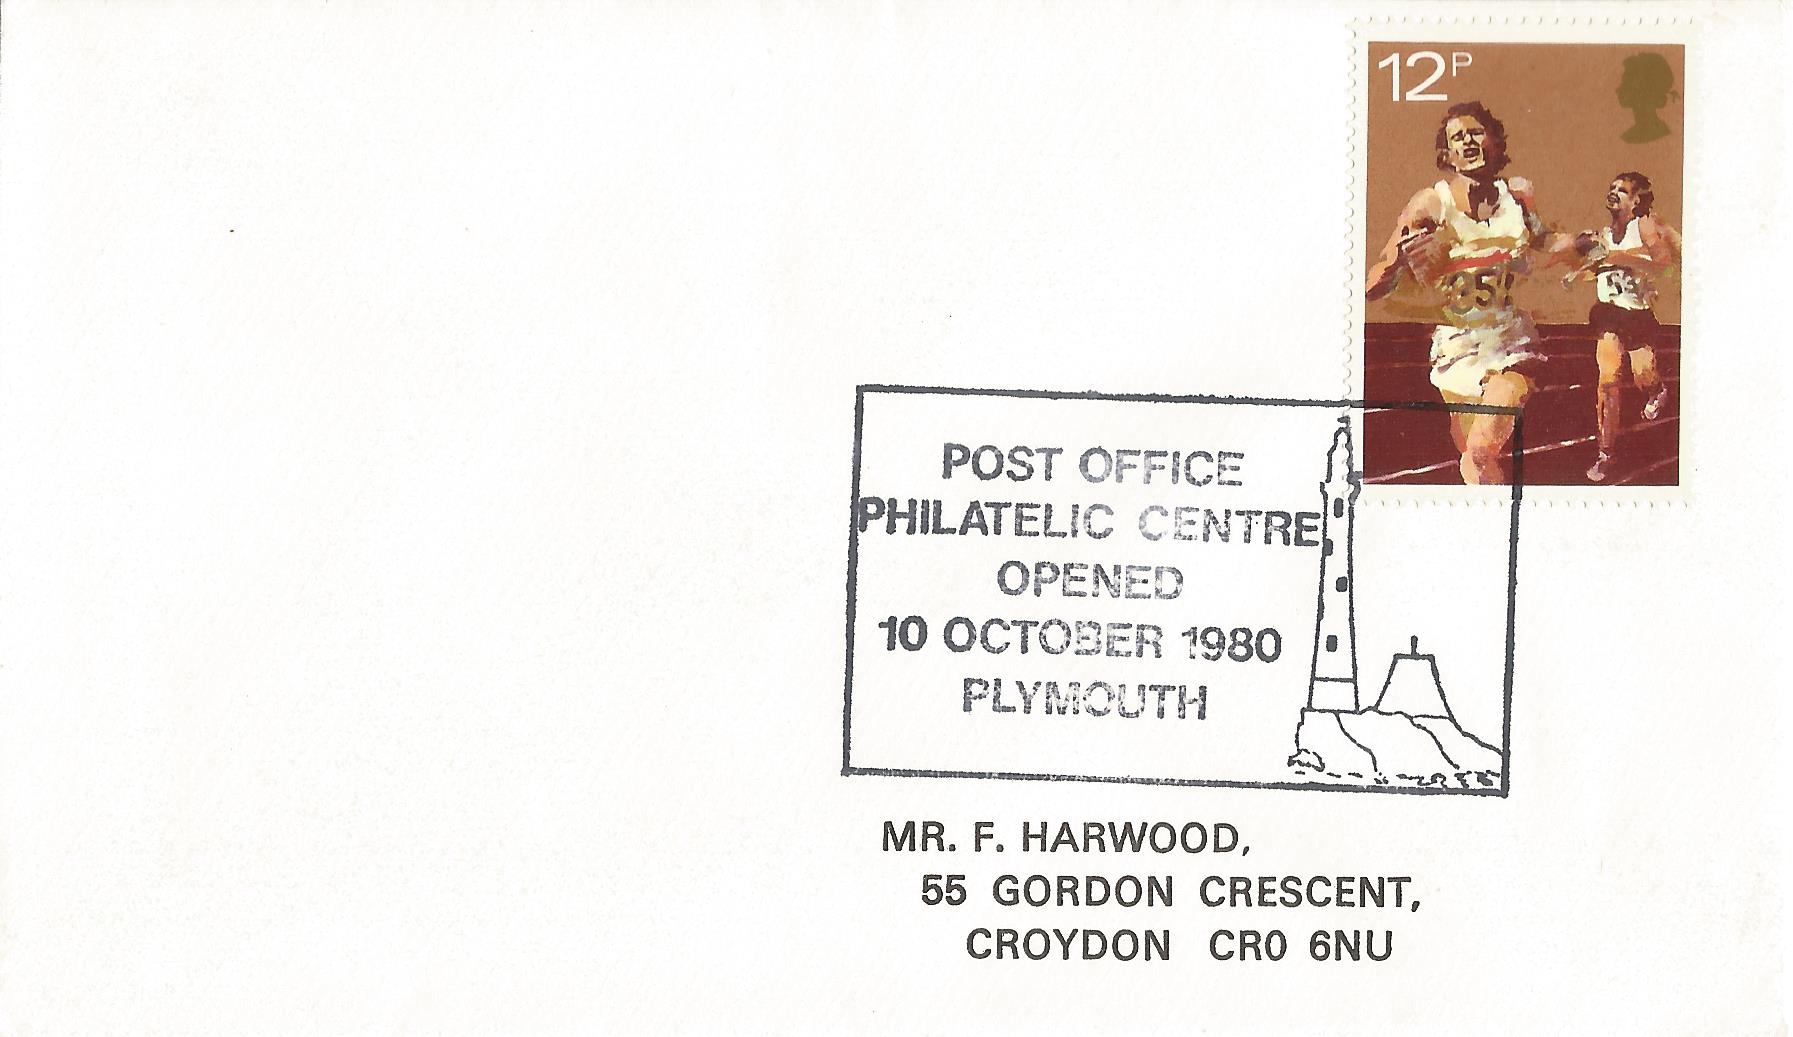 12P
POST OFFICE
PHILATELIC CENTRE
OPENED
10 OCTOBER 1980
PLYMOUTH
MR. F. HARWOOD,
55 GORDON CRESCENT,
CROYDON CR0 6NU